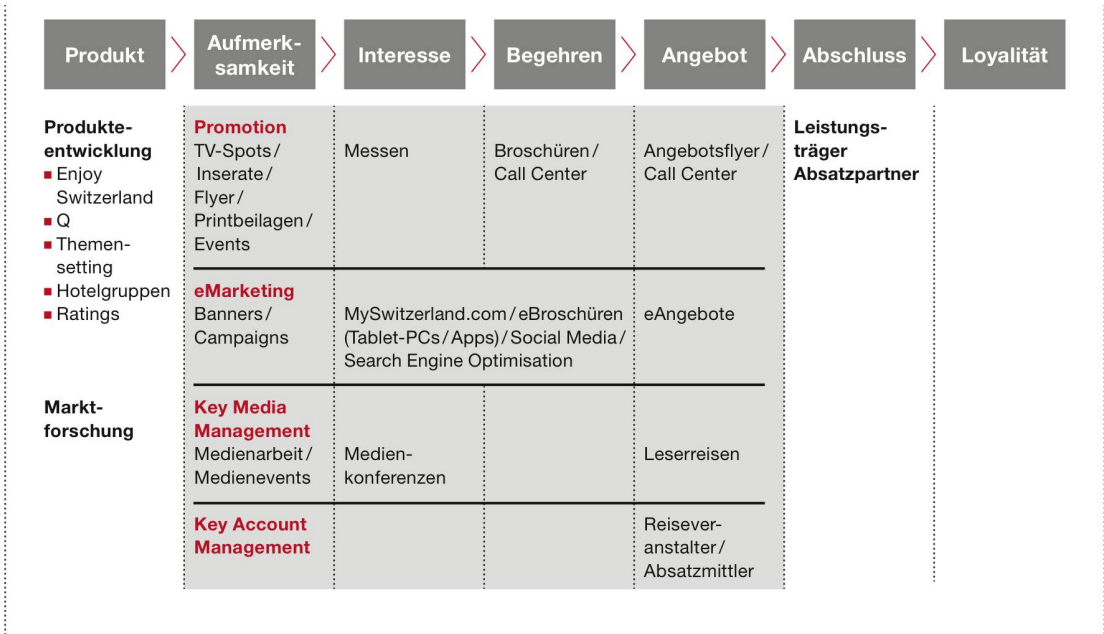 Produkt
Aufmerk-
samkeit
Interesse
Begehren
Angebot
Abschluss
Loyalität
Produkte-
entwicklung
Enjoy
Switzerland
Q
Themen-
setting
Hotelgruppen
Ratings
Markt-
forschung
Promotion
TV-Spots/
Inserate/
Flyer/
Printbeilagen/
Events
Messen
Broschüren/
Call Center
Angebotsflyer/
Call Center
eMarketing
Banners/
Campaigns
MySwitzerland.com/eBroschüren
(Tablet-PCs/Apps)/Social Media/
Search Engine Optimisation
eAngebote
Key Media
Management
Medienarbeit/
Medienevents
Medien-
konferenzen
Leserreisen
Key Account
Management
Reisever-
anstalter/
Absatzmittler
Leistungs-
träger
Absatzpartner